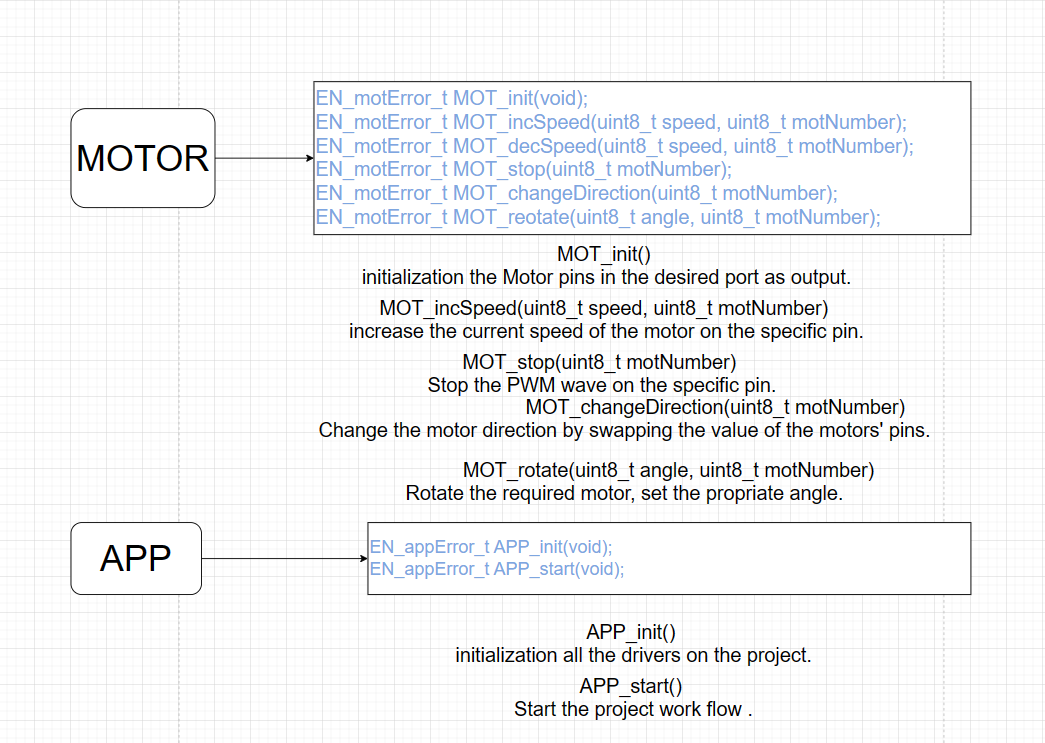 MOTOR
EN_motError_t MOT_init(void);
EN_motError_t MOT_incSpeed(uint8_t speed, uint8_t motNumber);
EN_motError_t MOT_decSpeed(uint8_t speed, uint8_t motNumber);
EN_motError_t MOT_stop(uint8_t motNumber);
EN_motError_t MOT_changeDirection(uint8_t motNumber);
EN_motError_t MOT_reotate(uint8_t angle, uint8_t motNumber);
MOT_init()
initialization the Motor pins in the desired port as output.
MOT_incSpeed(uint8_t speed, uint8_t motNumber)
increase the current speed of the motor on the specific pin.
MOT_stop(uint8_t motNumber)
Stop the PWM wave on the specific pin.
MOT_changeDirection(uint8_t motNumber)
Change the motor direction by swapping the value of the motors' pins.
MOT_rotate(uint8_t angle, uint8_t motNumber)
Rotate the required motor, set the propriate angle.
APP
EN_appError_t APP_init(void);
EN_appError_t APP_start(void);
APP_init()
initialization all the drivers on the project.
APP_start()
Start the project work flow .